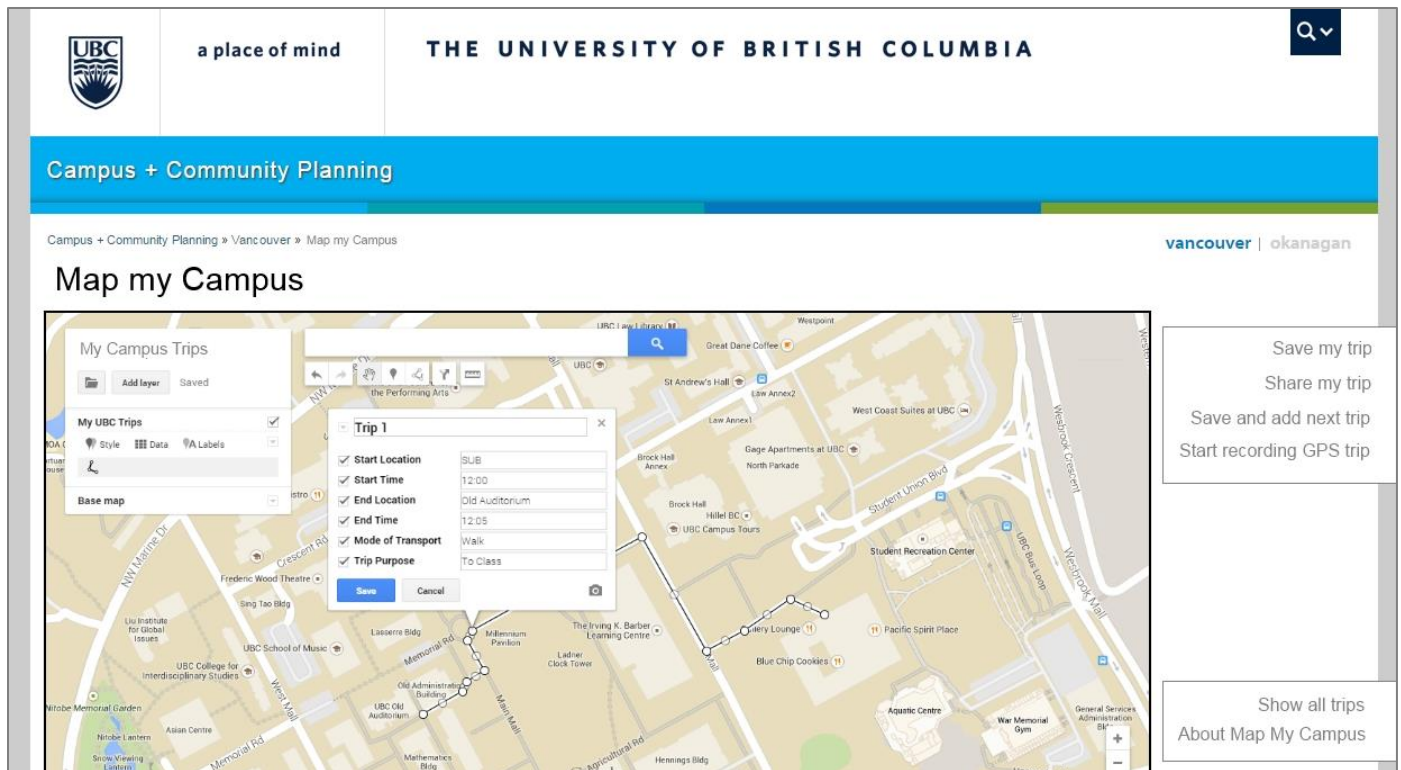 UBC
a place of mind
THE UNIVERSITY OF BRITISH COLUMBIA
Campus + Community Planning
Campus + Community Planning » Vancouver » Map my Campus
vancouver | okanagan
Map my Campus
My Campus Trips
Add layer
Saved
My UBC Trips
Style
Data
Labels
Base map
Trip 1
Start Location
SUB
Start Time
12:00
End Location
Old Auditorium
End Time
12:05
Mode of Transport
Walk
Trip Purpose
To Class
Save
Cancel
Save my trip
Share my trip
Save and add next trip
Start recording GPS trip
Show all trips
About Map My Campus
UBC Law Library
Westpoint
Great Dane Coffee
UBC
St Andrew's Hall
Law Annex2
the Performing Arts
West Coast Suites at UBC
Law Annex1
Wesbrook Crescent
Brock Hall
Annex
Gage Apartments at UBC
North Parkade
Student Union Blvd
Brock Hall
Hillel BC
UBC Campus Tours
Student Recreation Center
UBC Bus Loop
Wesbrook Mall
NW Marine Dr
Crescent Rd
Frederic Wood Theatre
Sing Tao Bldg
Liu Institute
for Global
Issues
Lasserre Bldg
Memorial Rd
Millennium
Pavilion
The Irving K. Barber
Learning Centre
Pacific Spirit Place
UBC School of Music
Ladner
Clock Tower
Blue Chip Cookies
UBC College for
Interdisciplinary Studies
West Mall
Old Administration
Building
UBC Old
Auditorium
Main Mall
Nitobe Memorial Garden
Asian Centre
Nitobe Lantern
Snow Viewing
Lantern
Memorial Rd
Mathematics
Bldg
Agricultural Rd
Hennings Bldg
Aquatic Centre
War Memorial
Gym
General Services
Administration
+
−